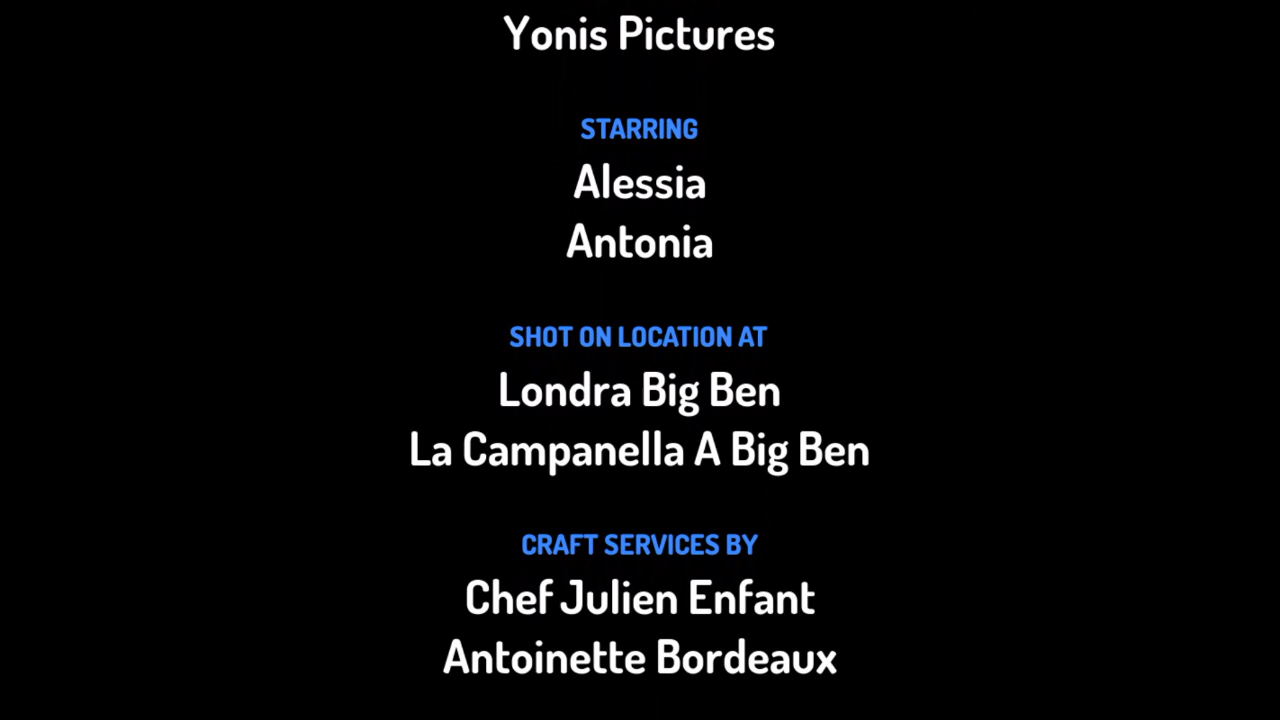 Yonis Pictures
STARRING
Alessia
Antonia
SHOT ON LOCATION AT
Londra Big Ben
La Campanella A Big Ben
CRAFT SERVICES BY
Chef Julien Enfant
Antoinette Bordeaux